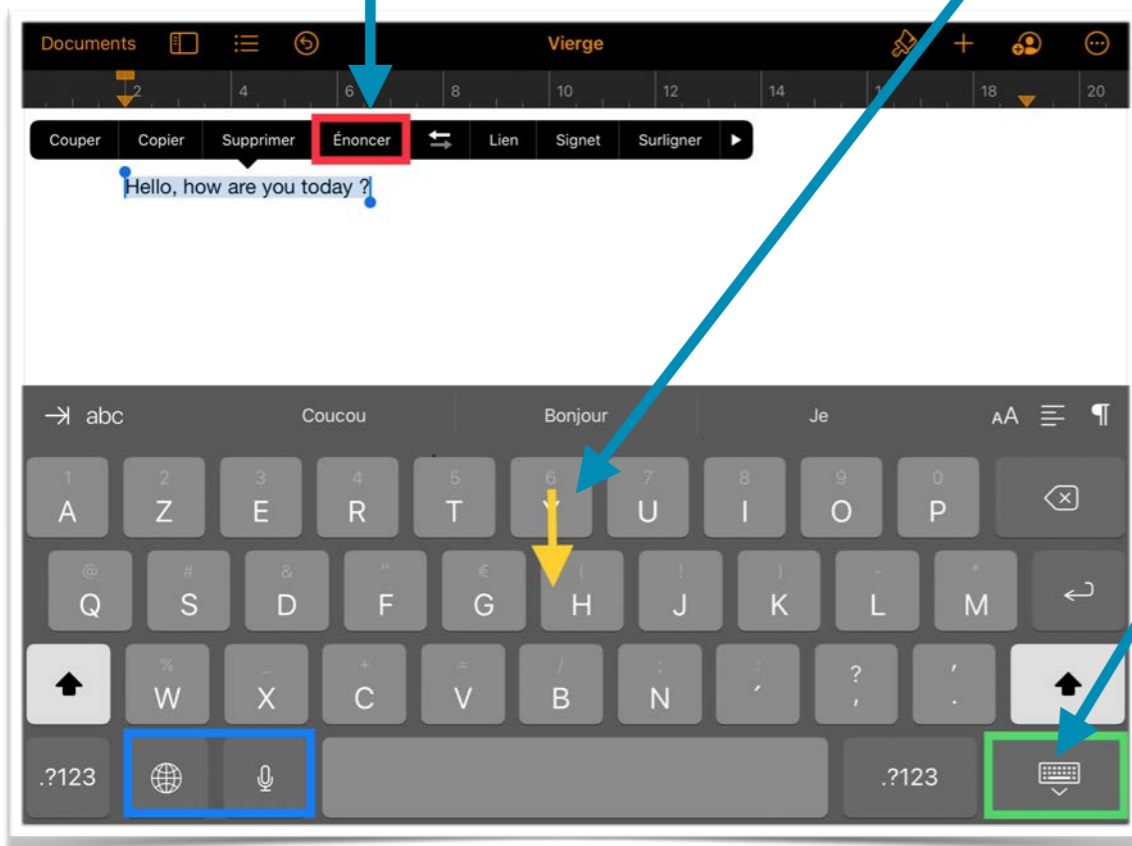 Documents Vierge
2 4 6 8 10 12 14 18 20
Couper Copier Supprimer Énoncer Lien Signet Surligner
Hello, how are you today ?
abc Coucou Bonjour Je AA ¶
1 2 3 4 5 6 7 8 9 0
A Z E R T Y U I O P
@ # & " € ( ! ) - *
Q S D F G H J K L M
% _ + = / ; : ? '
W X C V B N ´ , .
.?123 .?123